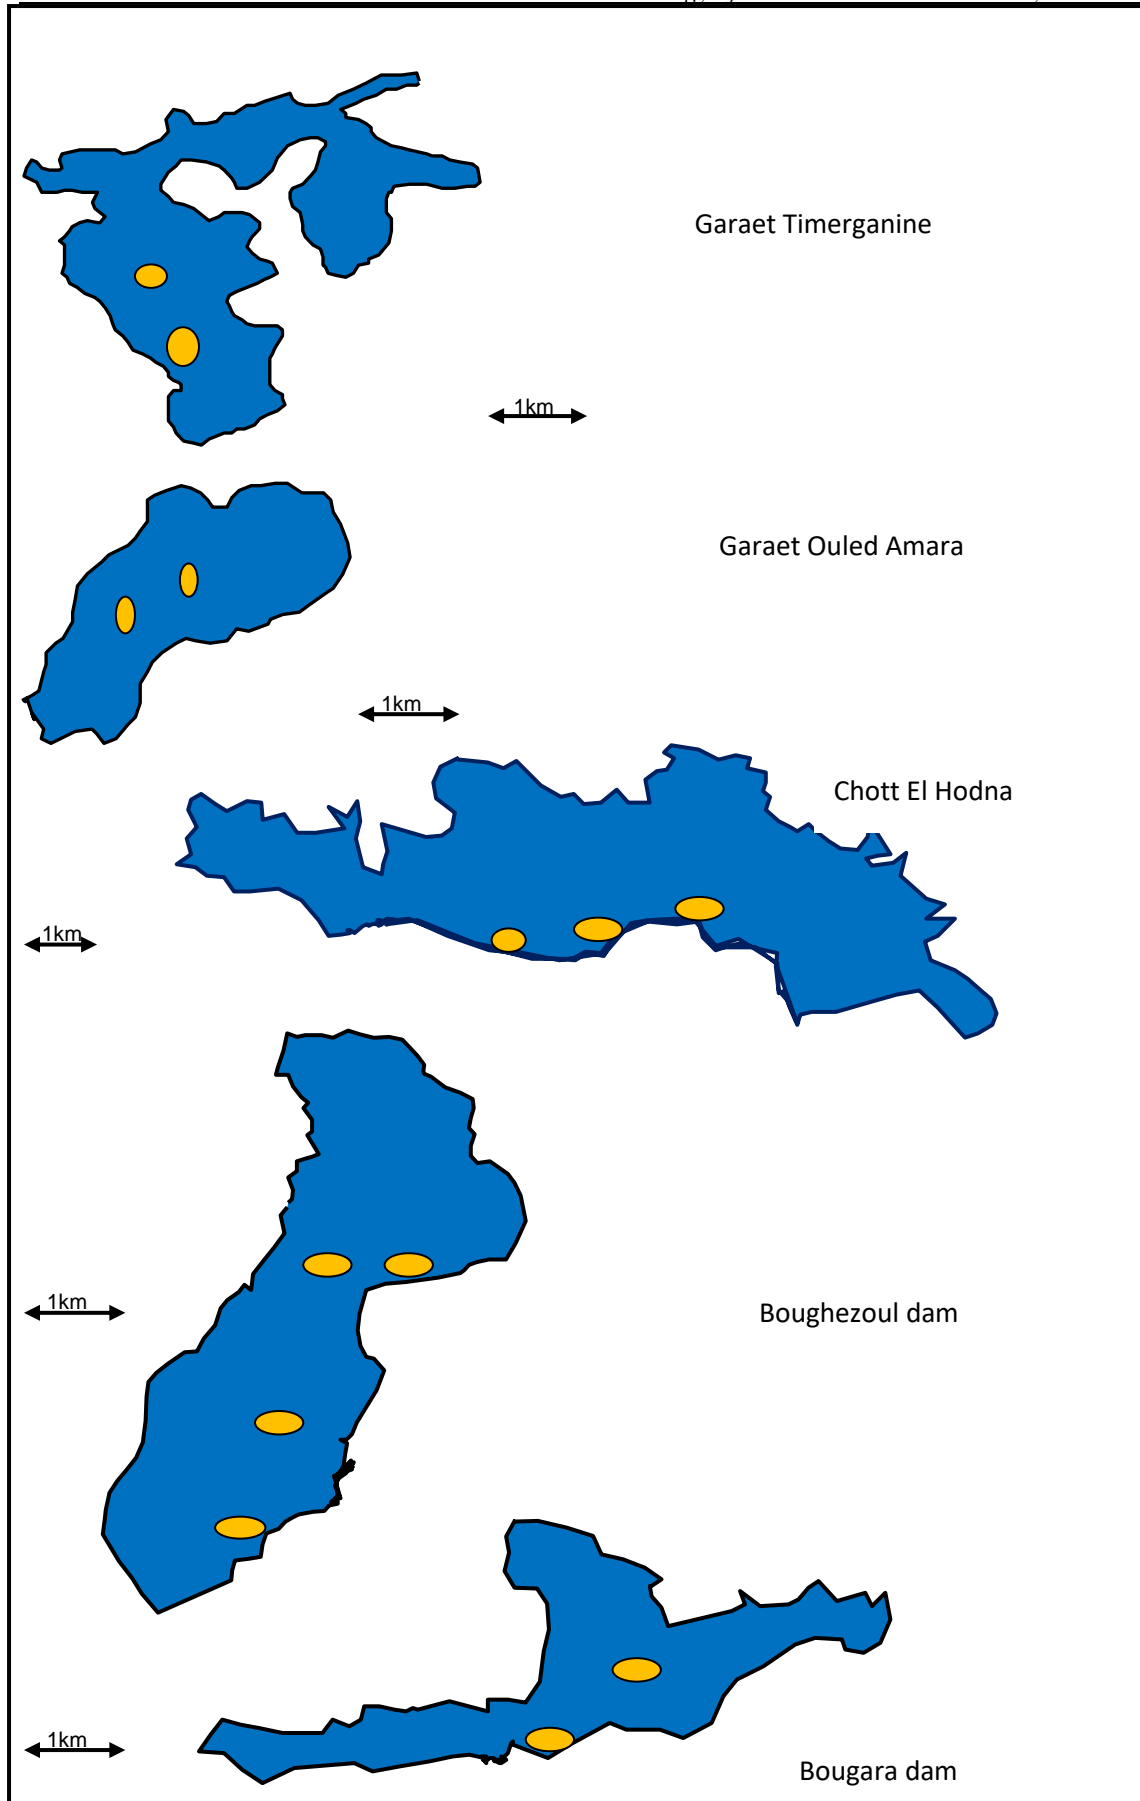 Garaet Timerganine
1km
Garaet Ouled Amara
1km
Chott El Hodna
1km
1km
Boughezoul dam
1km
Bougara dam